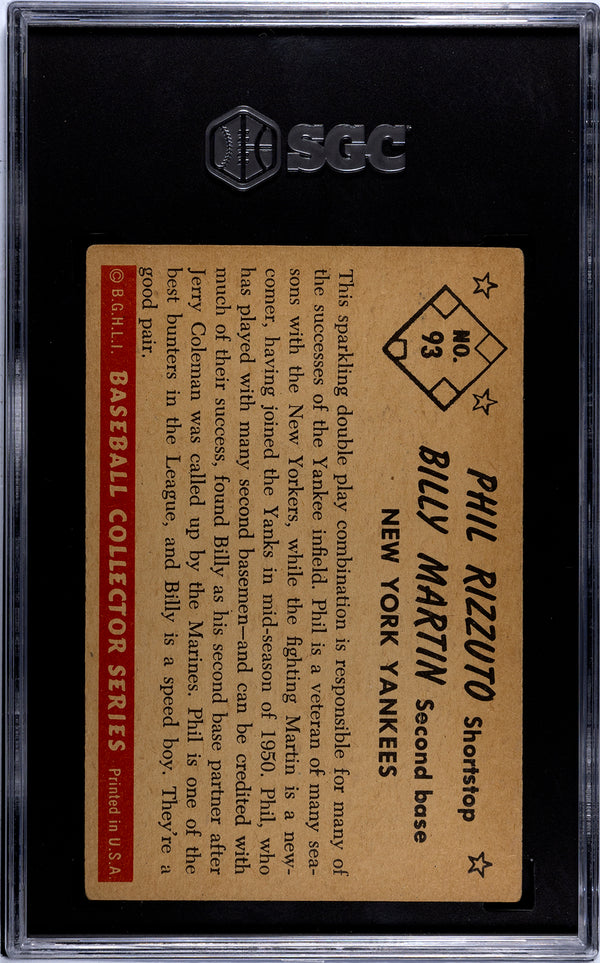 SGC
NO.
93
PHIL RIZZUTO Shortstop
BILLY MARTIN Second base
NEW YORK YANKEES
This sparkling double play combination is responsible for many of
the successes of the Yankee infield. Phil is a veteran of many sea-
sons with the New Yorkers, while the fighting Martin is a new-
comer, having joined the Yanks in mid-season of 1950. Phil, who
has played with many second basemen—and can be credited with
much of their success, found Billy as his second base partner after
Jerry Coleman was called up by the Marines. Phil is one of the
best bunters in the League, and Billy is a speed boy. They're a
good pair.
© B.G.H.L.I. BASEBALL COLLECTOR SERIES Printed in U.S.A.